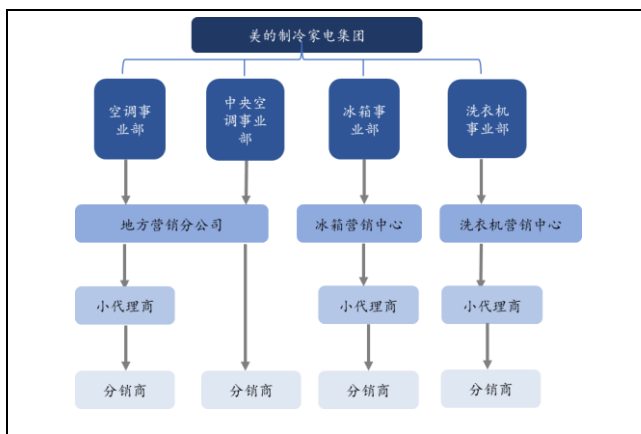 美的制冷家电集团
空调事
业部
中央空
调事业
部
冰箱事
业部
洗衣机
事业部
地方营销分公司
冰箱营销中心
洗衣机营销中心
小代理商
小代理商
小代理商
分销商
分销商
分销商
分销商